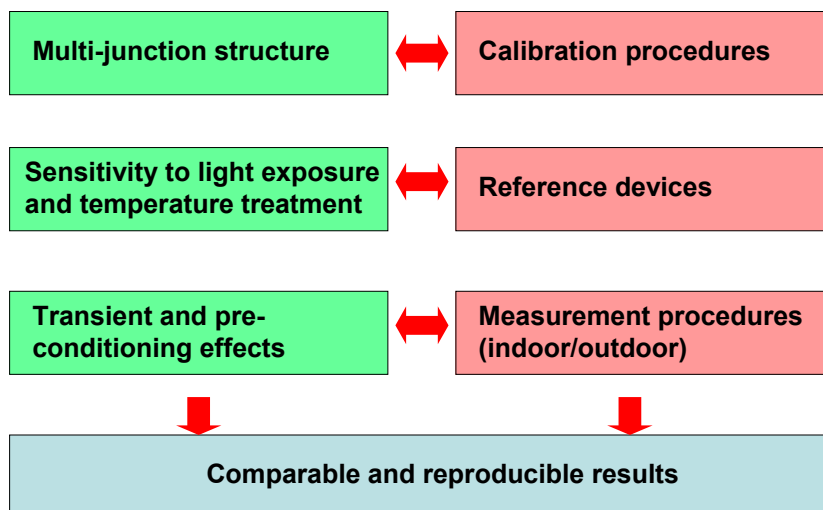 Multi-junction structure
Calibration procedures
Sensitivity to light exposure
and temperature treatment
Reference devices
Transient and pre-
conditioning effects
Measurement procedures
(indoor/outdoor)
Comparable and reproducible results